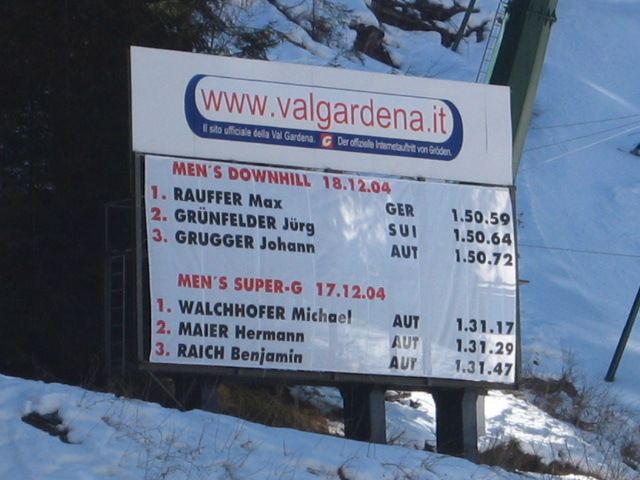 www.valgardena.it
Il sito ufficiale della Val Gardena. G Der offizielle Internetauftritt von Gröden.
MEN'S DOWNHILL 18.12.04
1. RAUFFER Max GER 1.50.59
2. GRÜNFELDER Jürg SUI 1.50.64
3. GRUGGER Johann AUT 1.50.72
MEN'S SUPER-G 17.12.04
1. WALCHHOFER Michael AUT 1.31.17
2. MAIER Hermann AUT 1.31.29
3. RAICH Benjamin AUT 1.31.47